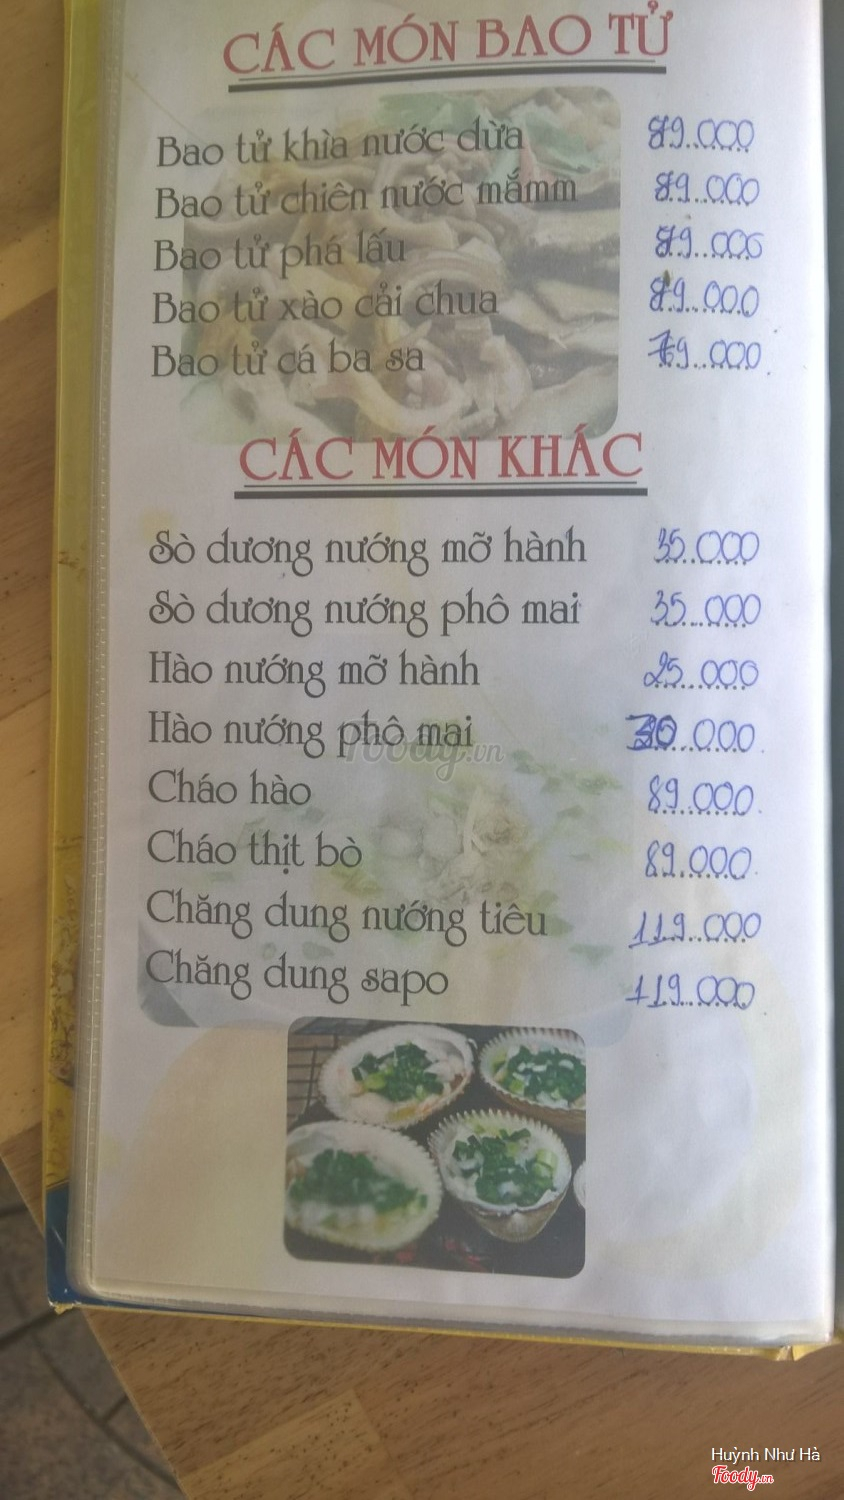 CÁC MÓN BAO TỬ
Bao tử khìa nước dừa 89.000
Bao tử chiên nước mắmm 89.000
Bao tử phá lấu 89.000
Bao tử xào cải chua 89.000
Bao tử cá ba sa 79.000
CÁC MÓN KHÁC
Sò dương nướng mỡ hành 35.000
Sò dương nướng phô mai 35.000
Hào nướng mỡ hành 25.000
Hào nướng phô mai 30.000
Foody.vn
Cháo hào 89.000
Cháo thịt bò 89.000
Chăng dung nướng tiêu 119.000
Chăng dung sapo 119.000
Huỳnh Như Hà
Foody.vn